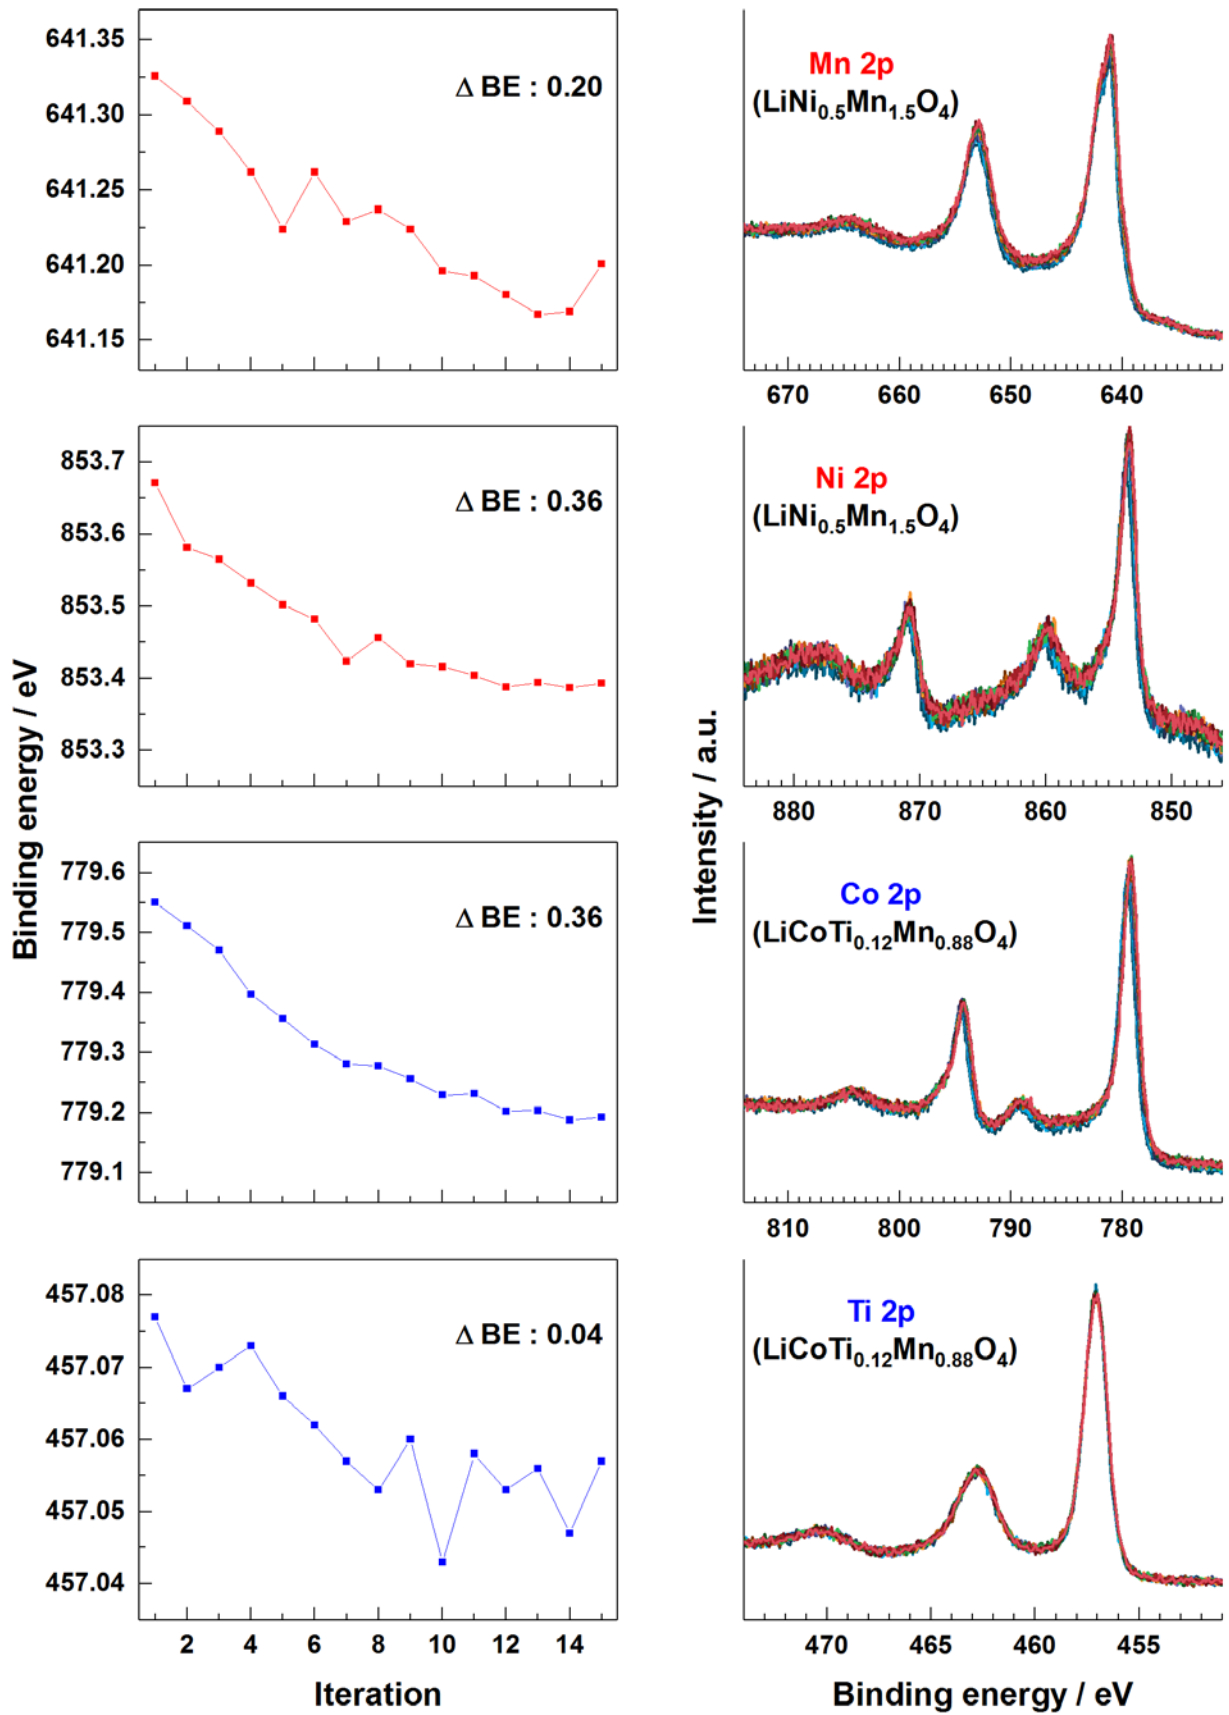 Binding energy / eV
641.35
641.30
641.25
641.20
641.15
Δ BE : 0.20
853.7
853.6
853.5
853.4
853.3
Δ BE : 0.36
779.6
779.5
779.4
779.3
779.2
779.1
Δ BE : 0.36
457.08
457.07
457.06
457.05
457.04
Δ BE : 0.04
2 4 6 8 10 12 14
Iteration
Intensity / a.u.
Mn 2p
(LiNi0.5Mn1.5O4)
670 660 650 640
Ni 2p
(LiNi0.5Mn1.5O4)
880 870 860 850
Co 2p
(LiCoTi0.12Mn0.88O4)
810 800 790 780
Ti 2p
(LiCoTi0.12Mn0.88O4)
470 465 460 455
Binding energy / eV